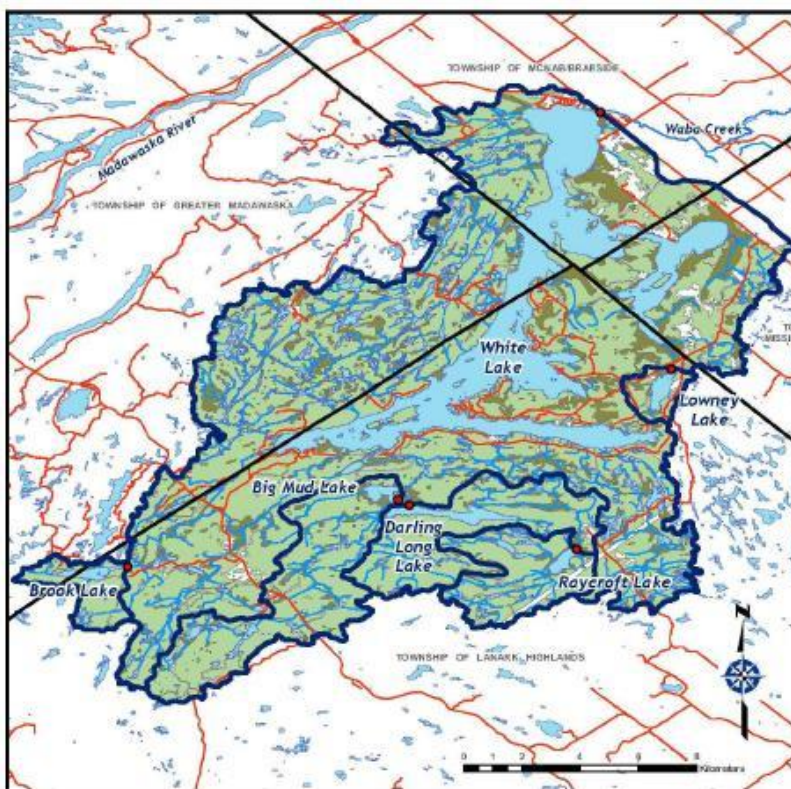 TOWNSHIP OF MCNAB/BRAESIDE
Waba Creek
Madawaska River
TOWNSHIP OF GREATER MADAWASKA
White
Lake
Lowney
Lake
Big Mud Lake
Darling
Long
Lake
Brook Lake
Raycroft Lake
TOWNSHIP OF LANARK HIGHLANDS
N
0 1 2 4 6 8
Kilometers